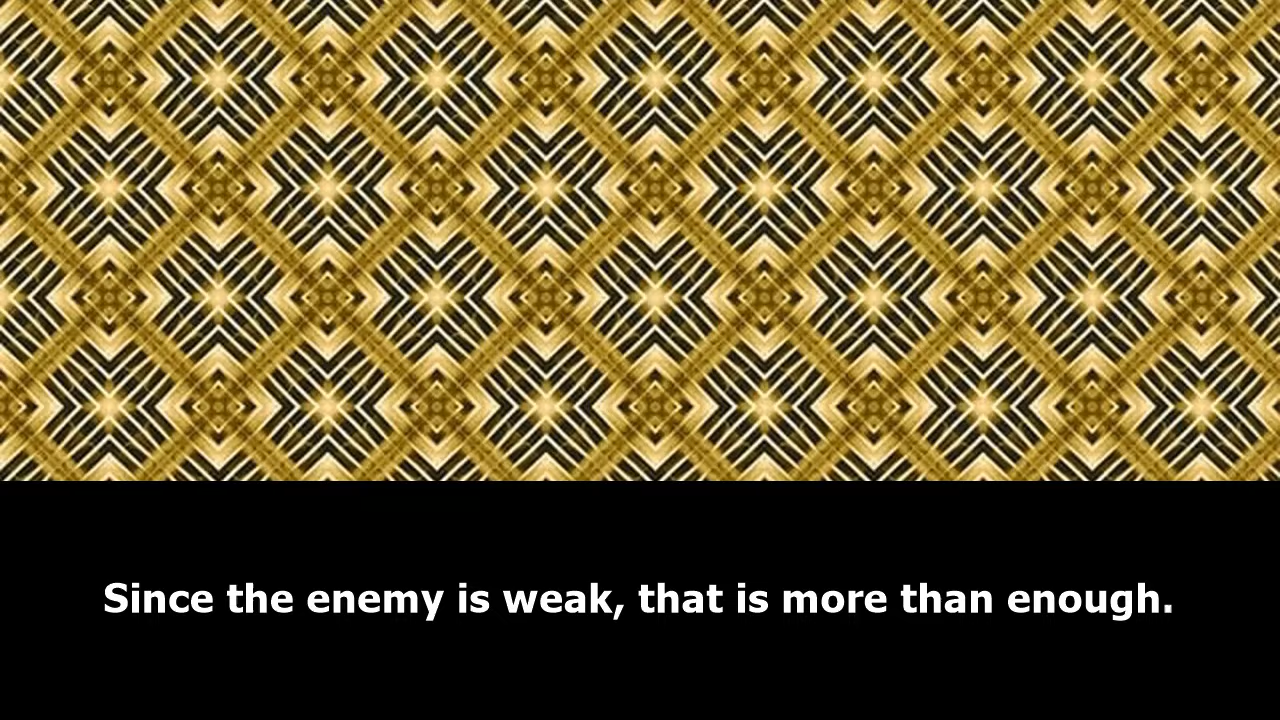 Since the enemy is weak, that is more than enough.